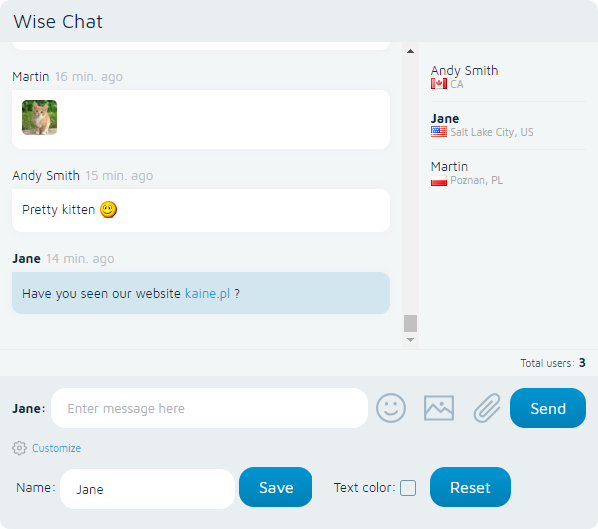 Wise Chat
Martin 16 min. ago
Andy Smith 15 min. ago
Pretty kitten
Jane 14 min. ago
Have you seen our website kaine.pl ?
Andy Smith
CA
Jane
Salt Lake City, US
Martin
Poznan, PL
Total users: 3
Jane: Enter message here Send
Customize
Name: Jane Save Text color: Reset